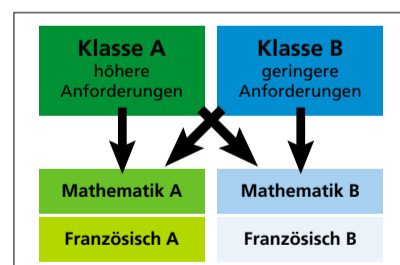 Klasse A
höhere
Anforderungen
Klasse B
geringere
Anforderungen
Mathematik A
Mathematik B
Französisch A
Französisch B